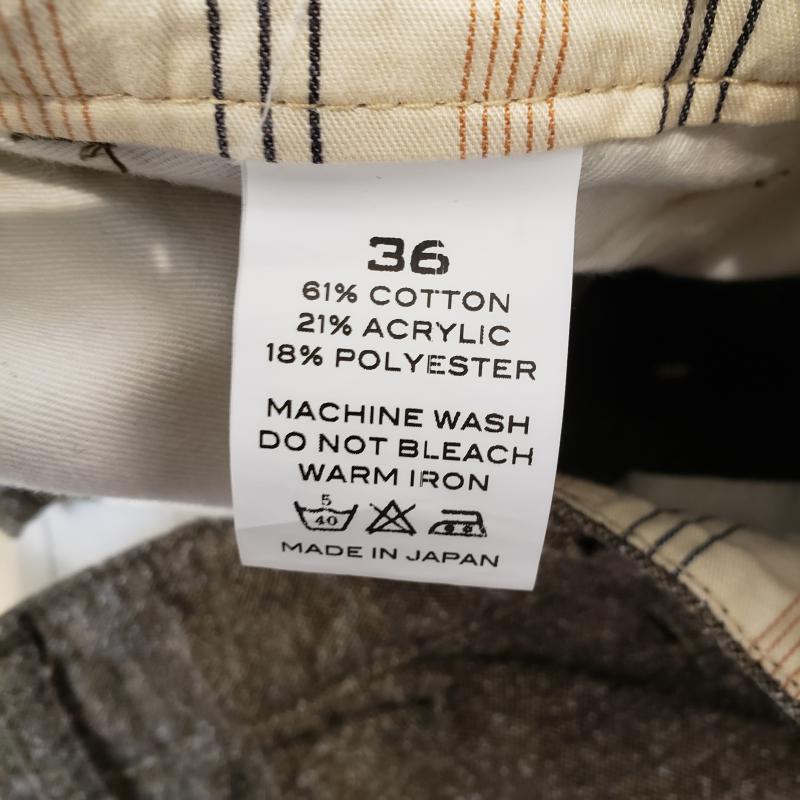 36
61% COTTON
21% ACRYLIC
18% POLYESTER
MACHINE WASH
DO NOT BLEACH
WARM IRON
5
40
MADE IN JAPAN